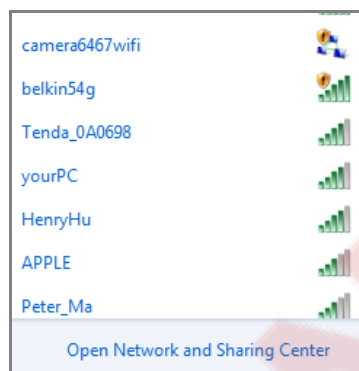 camera6467wifi
belkin54g
Tenda_0A0698
yourPC
HenryHu
APPLE
Peter_Ma
Open Network and Sharing Center